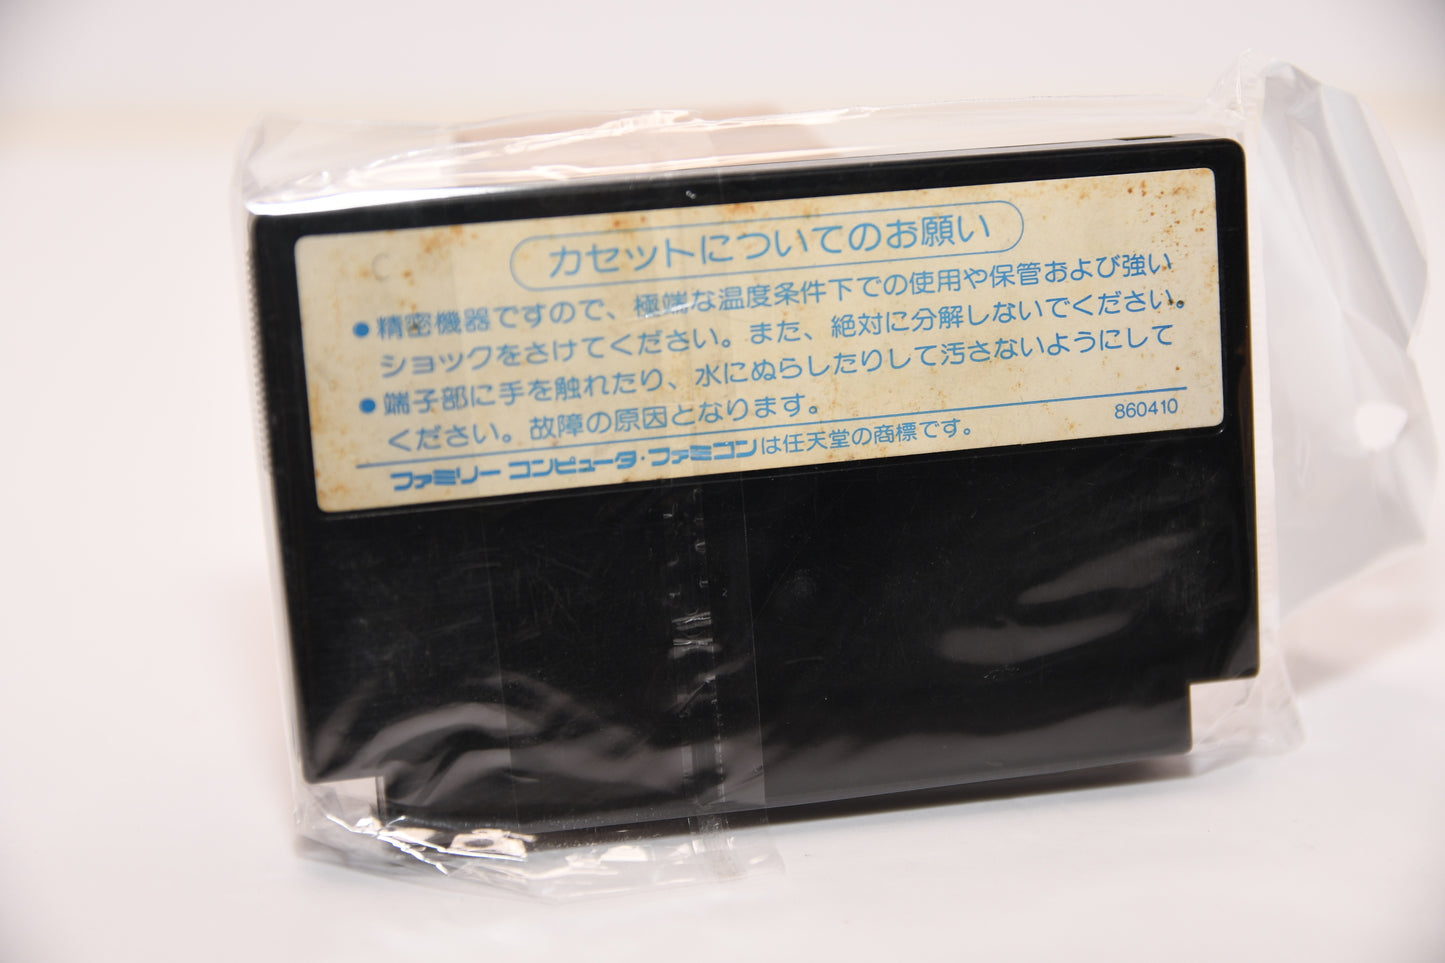 カセットについてのお願い
●精密機器ですので、極端な温度条件下での使用や保管および強い
ショックをさけてください。また、絶対に分解しないでください。
●端子部に手を触れたり、水にぬらしたりして汚さないようにして
ください。故障の原因となります。
860410
ファミリーコンピュータ・ファミコンは任天堂の商標です。